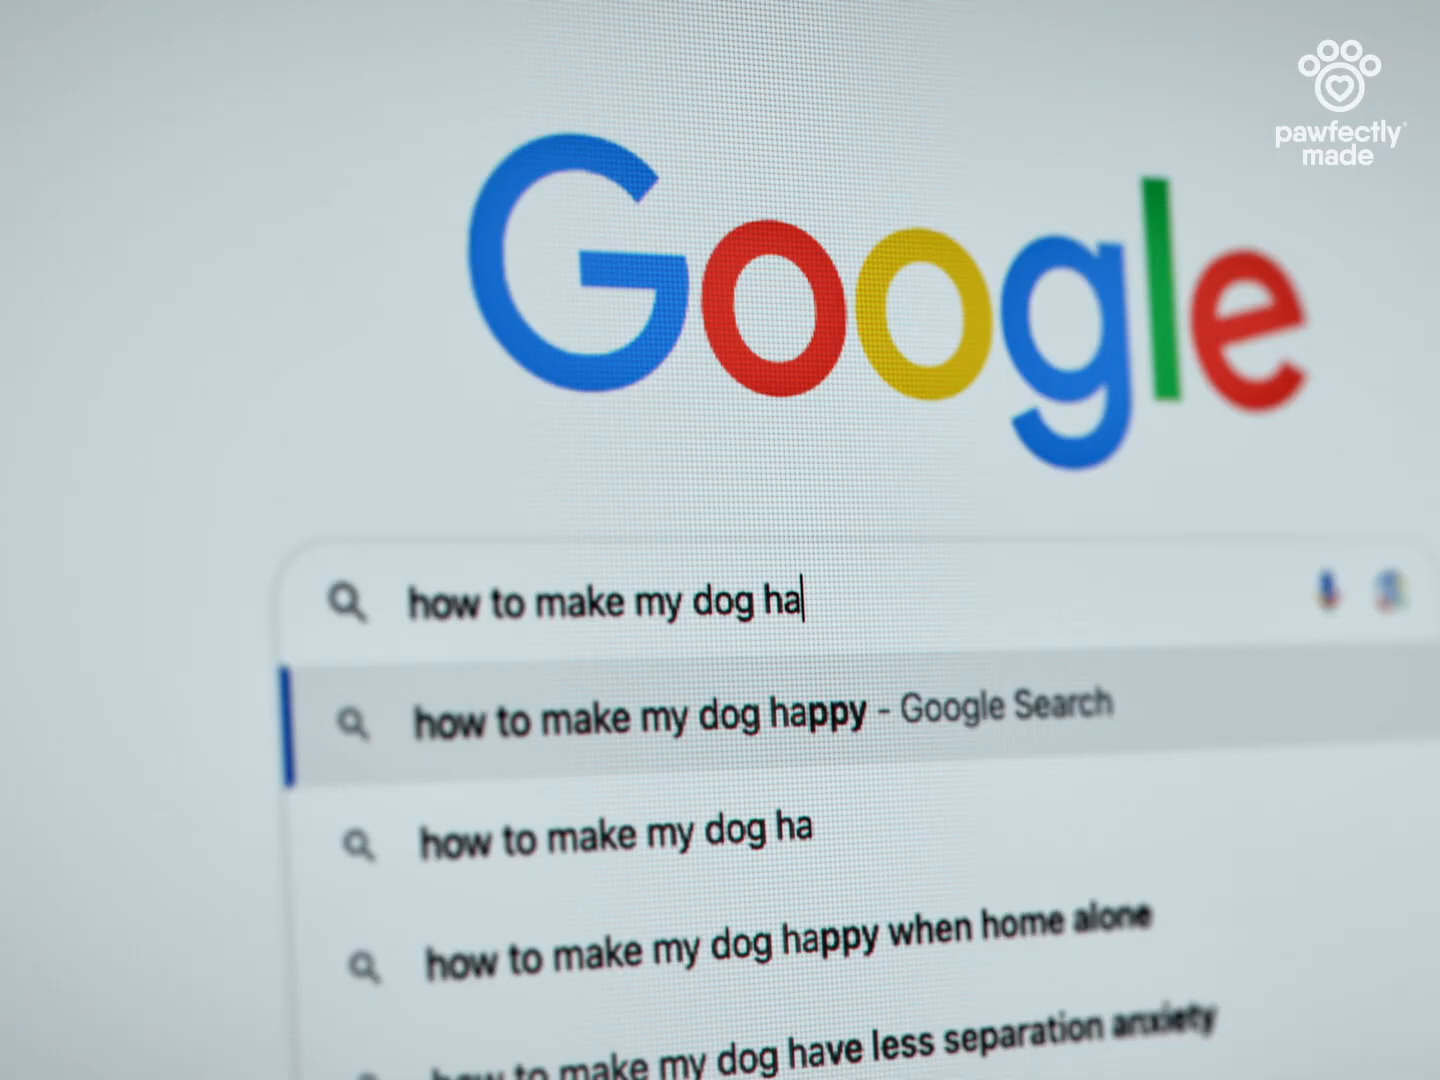 pawfectly
made
Google
how to make my dog ha
how to make my dog happy - Google Search
how to make my dog ha
how to make my dog happy when home alone
how to make my dog have less separation anxiety